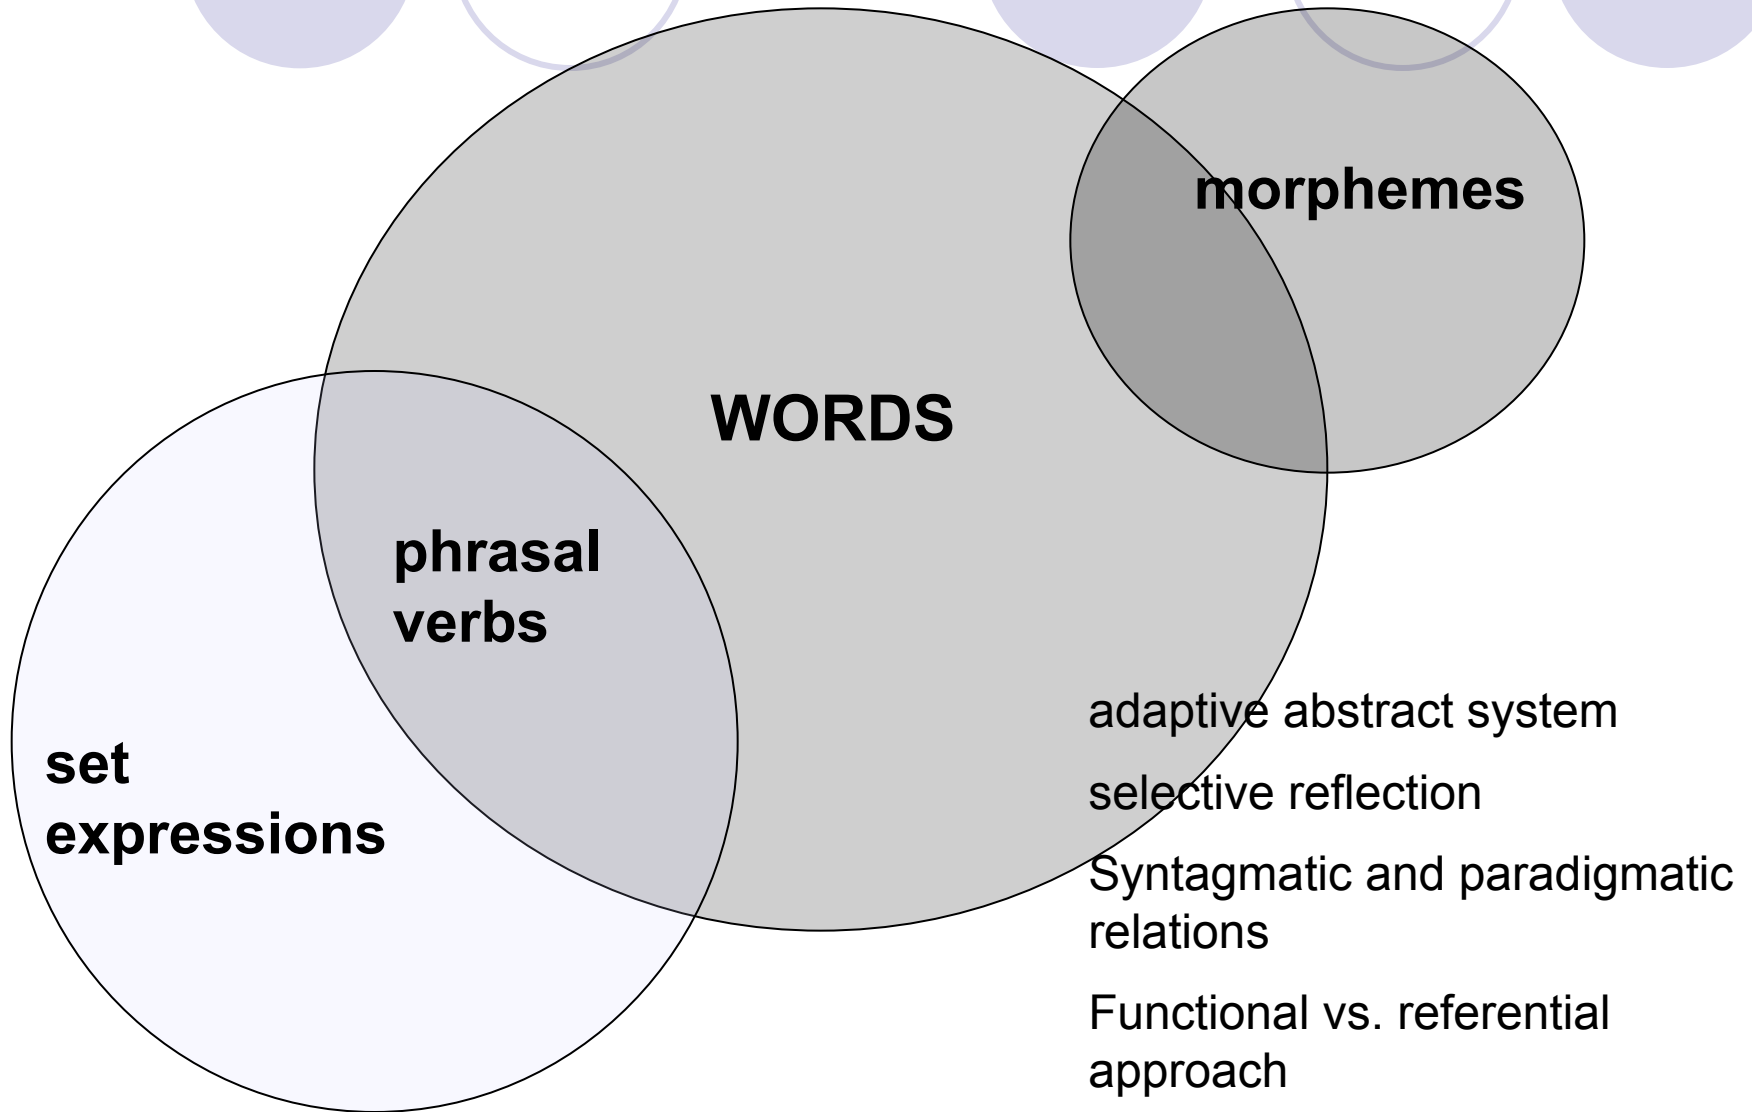 morphemes
WORDS
phrasal
verbs
set
expressions
adaptive abstract system
selective reflection
Syntagmatic and paradigmatic
relations
Functional vs. referential
approach